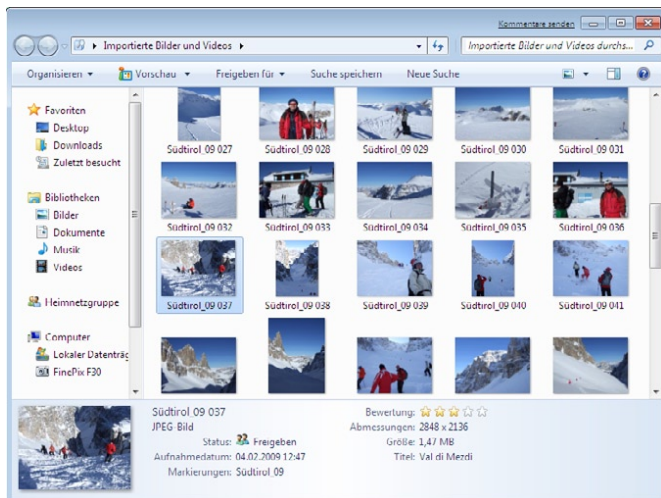 Kommentare senden
Importierte Bilder und Videos
Importierte Bilder und Videos durchs...
Organisieren Vorschau Freigeben für Suche speichern Neue Suche
Favoriten
Desktop
Downloads
Zuletzt besucht
Bibliotheken
Bilder
Dokumente
Musik
Videos
Heimnetzgruppe
Computer
Lokaler Datenträg
FinePix F30
Südtirol_09 027 Südtirol_09 028 Südtirol_09 029 Südtirol_09 030 Südtirol_09 031
Südtirol_09 032 Südtirol_09 033 Südtirol_09 034 Südtirol_09 035 Südtirol_09 036
Südtirol_09 037 Südtirol_09 038 Südtirol_09 039 Südtirol_09 040 Südtirol_09 041
Südtirol_09 037
JPEG-Bild
Status: Freigeben
Aufnahmedatum: 04.02.2009 12:47
Markierungen: Südtirol_09
Bewertung:
Abmessungen: 2848 x 2136
Größe: 1,47 MB
Titel: Val di Mezdi